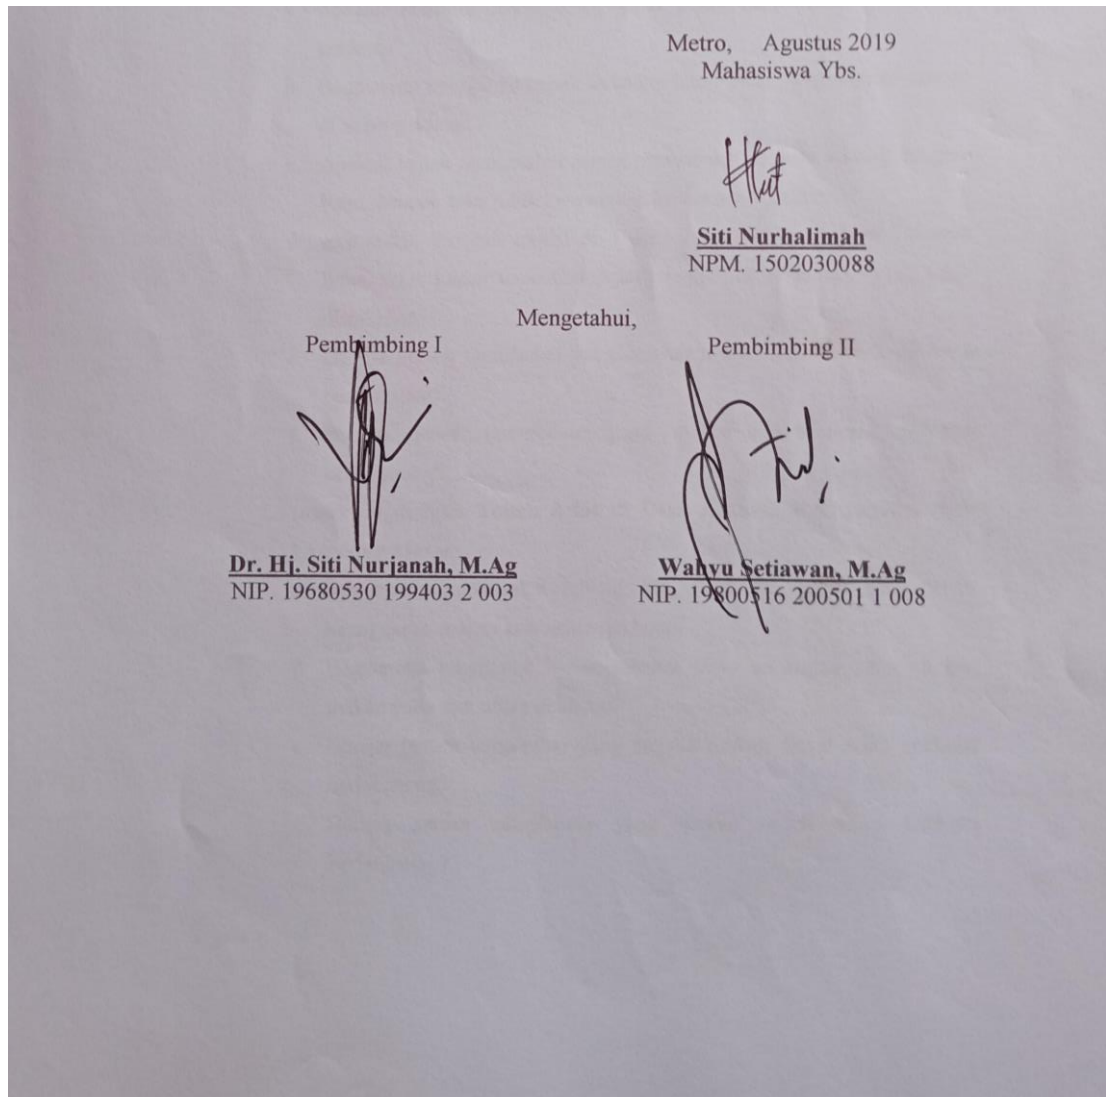 Metro, Agustus 2019
Mahasiswa Ybs.
Siti Nurhalimah
NPM. 1502030088
Mengetahui,
Pembimbing I Pembimbing II
Dr. Hj. Siti Nurjanah, M.Ag Wahyu Setiawan, M.Ag
NIP. 19680530 199403 2 003 NIP. 19800516 200501 1 008